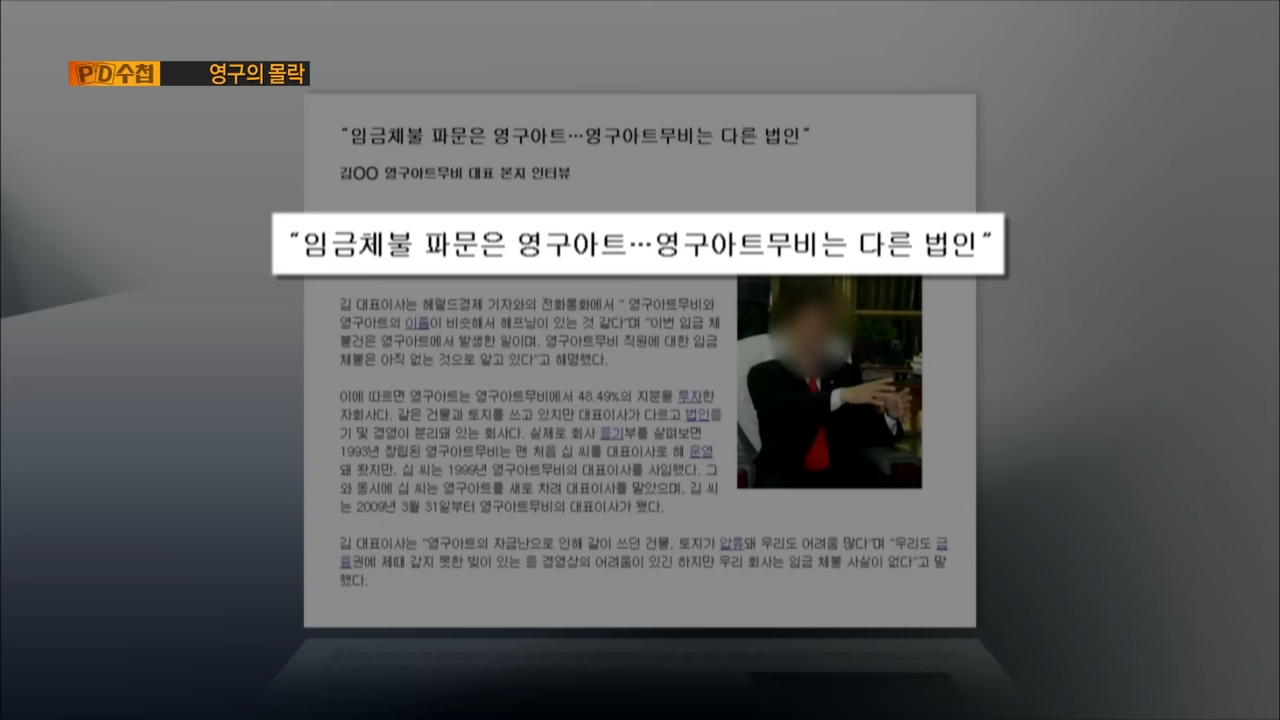 PD수첩 영구의 몰락
"임금체불 파문은 영구아트…영구아트무비는 다른 법인"
김○○ 영구아트무비 대표 본지 인터뷰
"임금체불 파문은 영구아트…영구아트무비는 다른 법인"
김 대표이사는 헤럴드경제 기자와의 전화통화에서 " 영구아트무비와
영구아트의 이름이 비슷해서 해프닝이 있는 것 같다"며 "이번 임금 체
불건은 영구아트에서 발생한 일이며, 영구아트무비 직원에 대한 임금
체불은 아직 없는 것으로 알고 있다"고 해명했다.
이에 따르면 영구아트는 영구아트무비에서 48.49%의 지분을 투자한
자회사다. 같은 건물과 토지를 쓰고 있지만 대표이사가 다르고 법인등
기 및 경영이 분리돼 있는 회사다. 실제로 회사 등기부를 살펴보면
1993년 창립된 영구아트무비는 맨 처음 심 씨를 대표이사로 해 운영
돼 왔지만, 심 씨는 1999년 영구아트무비의 대표이사를 사임했다. 그
와 동시에 심 씨는 영구아트를 새로 차려 대표이사를 맡았으며, 김 씨
는 2009년 3월 31일부터 영구아트무비의 대표이사가 됐다.
김 대표이사는 "영구아트의 자금난으로 인해 같이 쓰던 건물, 토지가 압류돼 우리도 어려움 많다"며 "우리도 금
융권에 제때 갚지 못한 빚이 있는 등 경영상의 어려움이 있긴 하지만 우리 회사는 임금 체불 사실이 없다"고 말
했다.